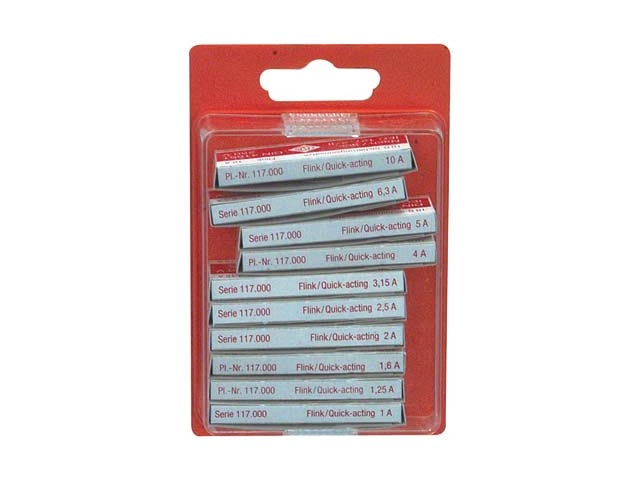 Pl.-Nr. 117.000 Flink/Quick-acting 10 A
Serie 117.000 Flink/Quick-acting 6,3 A
Serie 117.000 Flink/Quick-acting 5 A
Pl.-Nr. 117.000 Flink/Quick-acting 4 A
Serie 117.000 Flink/Quick-acting 3,15 A
Serie 117.000 Flink/Quick-acting 2,5 A
Serie 117.000 Flink/Quick-acting 2 A
Pl.-Nr. 117.000 Flink/Quick-acting 1,6 A
Pl.-Nr. 117.000 Flink/Quick-acting 1,25 A
Serie 117.000 Flink/Quick-acting 1 A